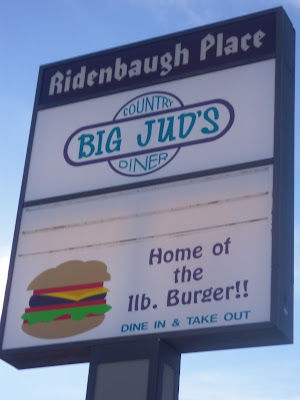 Ridenbaugh Place
COUNTRY
BIG JUD'S
DINER
Home of
the
1lb. Burger!!
DINE IN & TAKE OUT